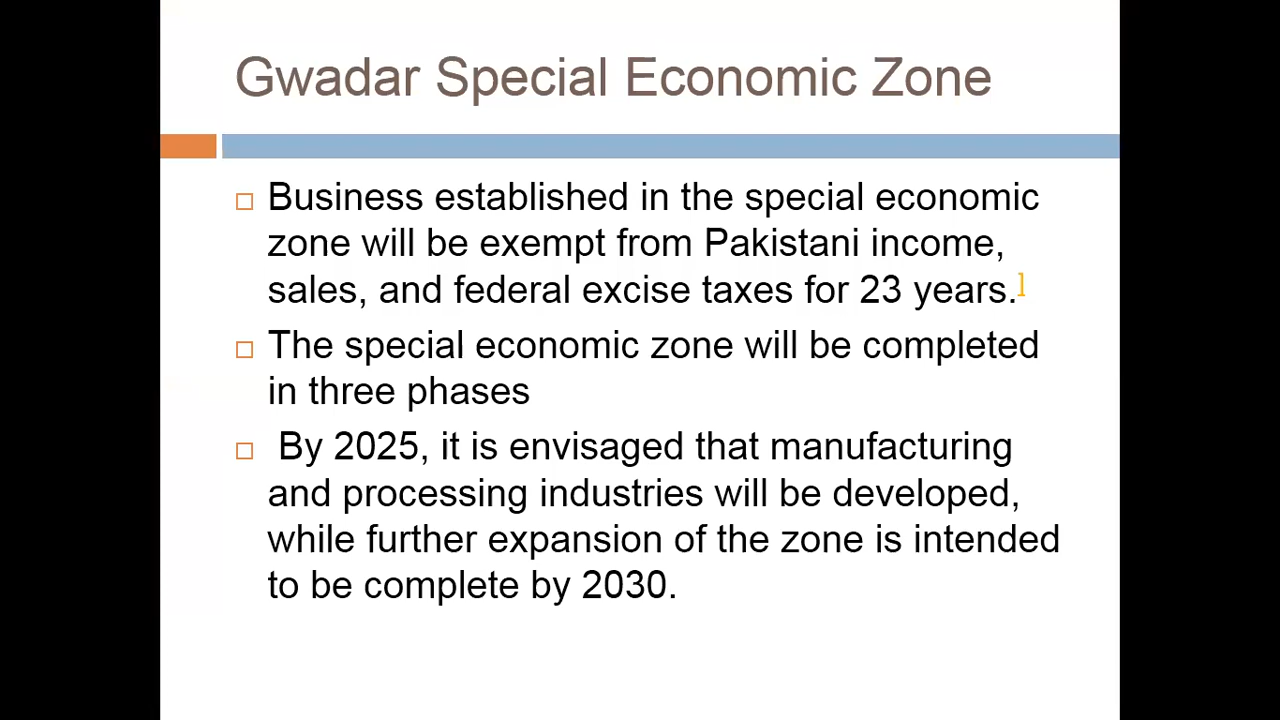 Gwadar Special Economic Zone
Business established in the special economic
zone will be exempt from Pakistani income,
sales, and federal excise taxes for 23 years.]
The special economic zone will be completed
in three phases
By 2025, it is envisaged that manufacturing
and processing industries will be developed,
while further expansion of the zone is intended
to be complete by 2030.